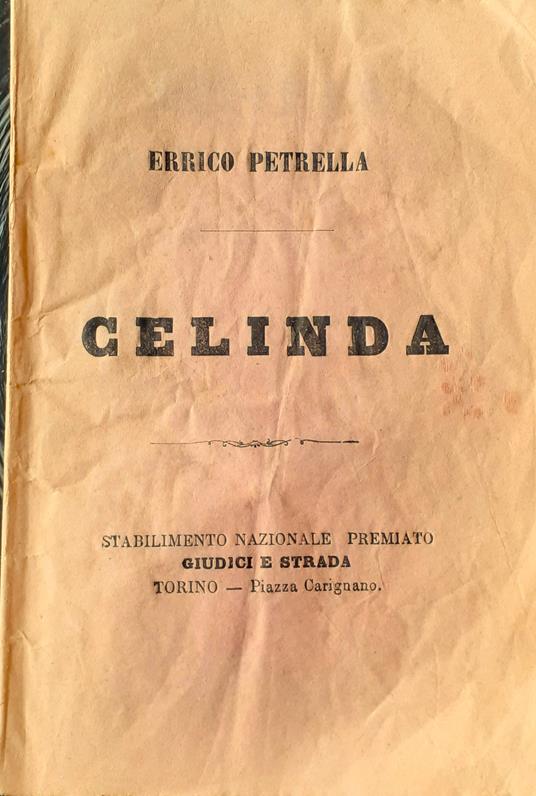 ERRICO PETRELLA
CELINDA
STABILIMENTO NAZIONALE PREMIATO
GIUDICI E STRADA
TORINO — Piazza Carignano.